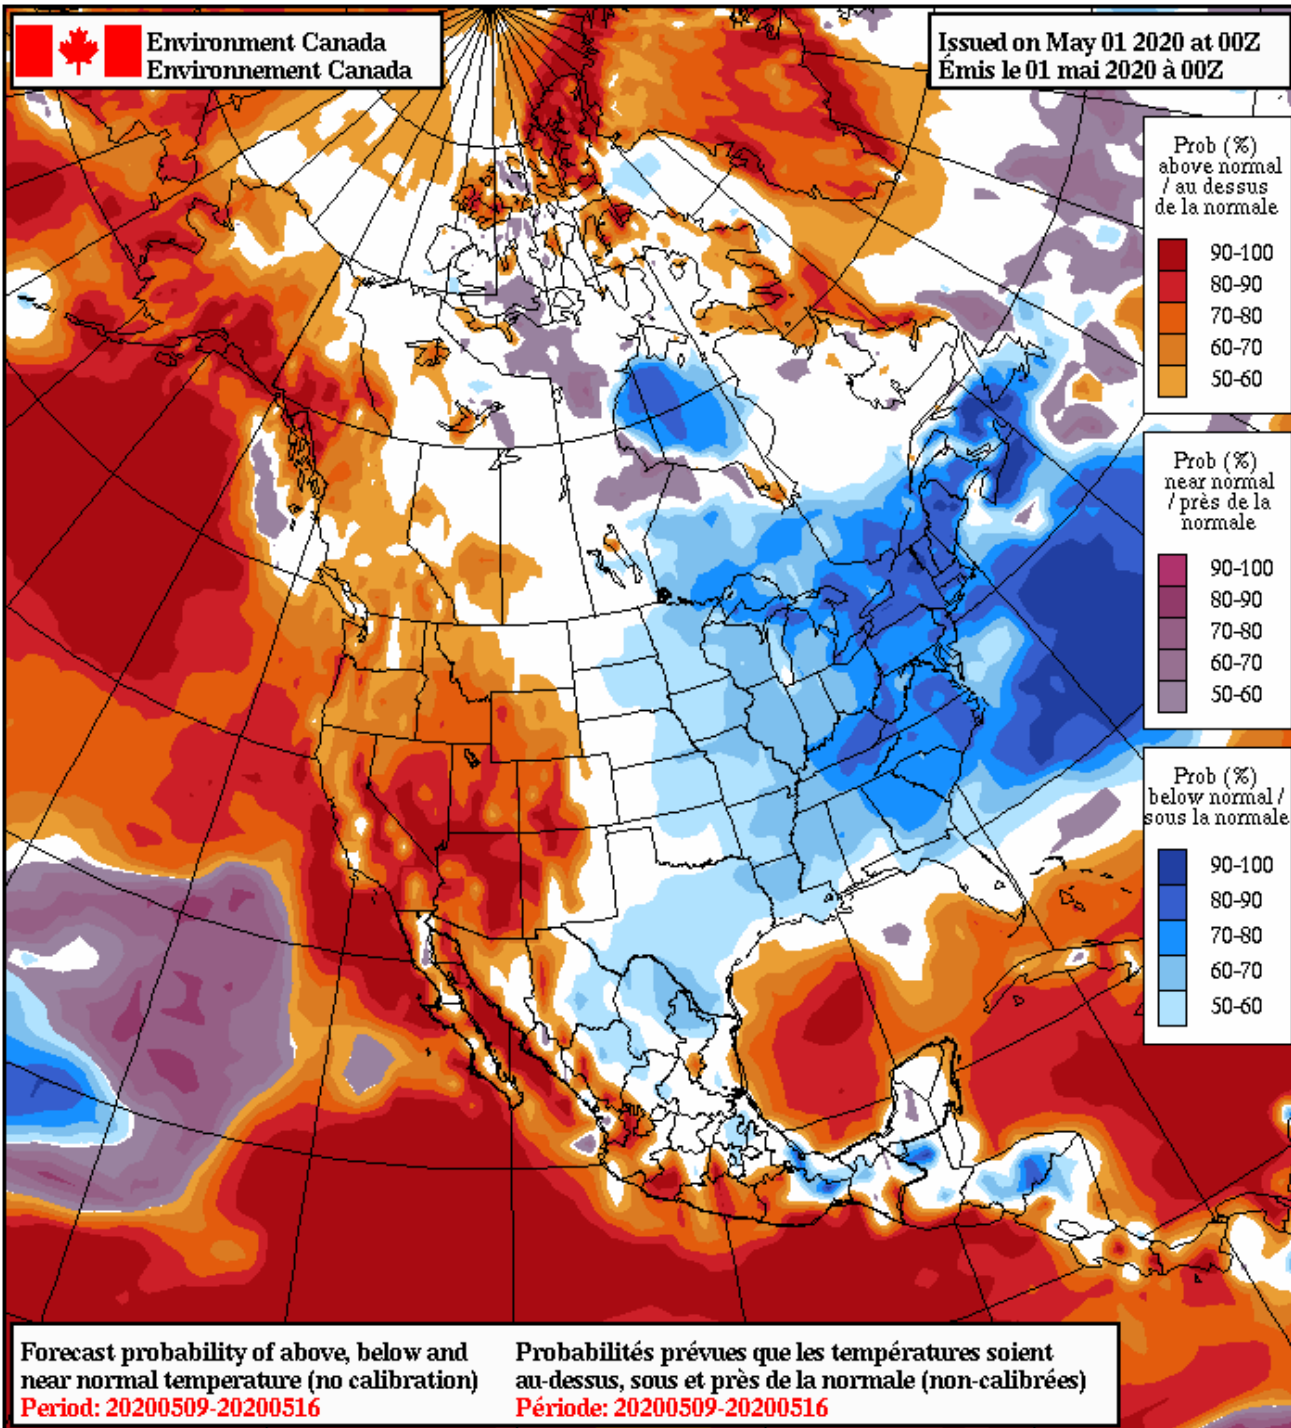 Environment Canada
Environnement Canada
Issued on May 01 2020 at 00Z
Émis le 01 mai 2020 à 00Z
Prob (%)
above normal
/ au dessus
de la normale
90-100
80-90
70-80
60-70
50-60
Prob (%)
near normal
/ près de la
normale
90-100
80-90
70-80
60-70
50-60
Prob (%)
below normal /
sous la normale
90-100
80-90
70-80
60-70
50-60
Forecast probability of above, below and
near normal temperature (no calibration)
Period: 20200509-20200516
Probabilités prévues que les températures soient
au-dessus, sous et près de la normale (non-calibrées)
Période: 20200509-20200516